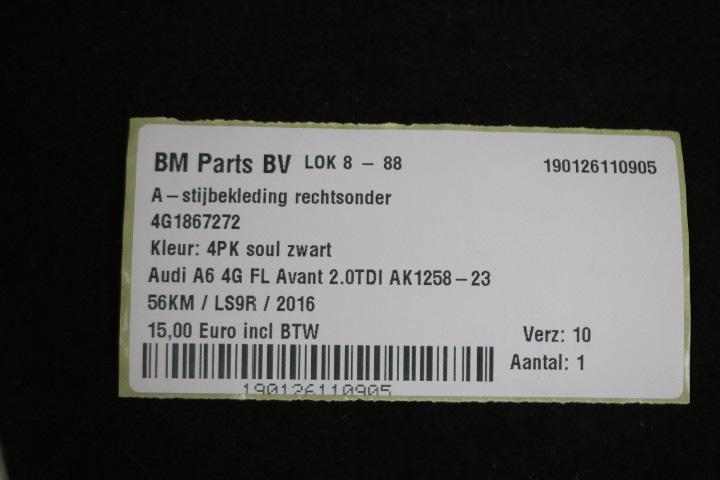 BM Parts BV LOK 8 - 88 190126110905
A-stijbekleding rechtsonder
4G1867272
Kleur: 4PK soul zwart
Audi A6 4G FL Avant 2.0TDI AK1258-23
56KM / LS9R / 2016
15,00 Euro incl BTW
Verz: 10
Aantal: 1
190126110905